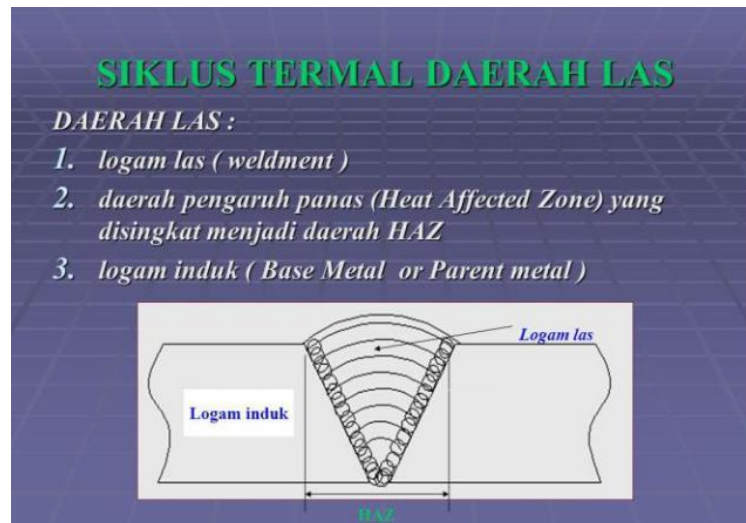 SIKLUS TERMAL DAERAH LAS
DAERAH LAS :
1. logam las ( weldment )
2. daerah pengaruh panas (Heat Affected Zone) yang
disingkat menjadi daerah HAZ
3. logam induk ( Base Metal or Parent metal )
Logam las
Logam induk
HAZ